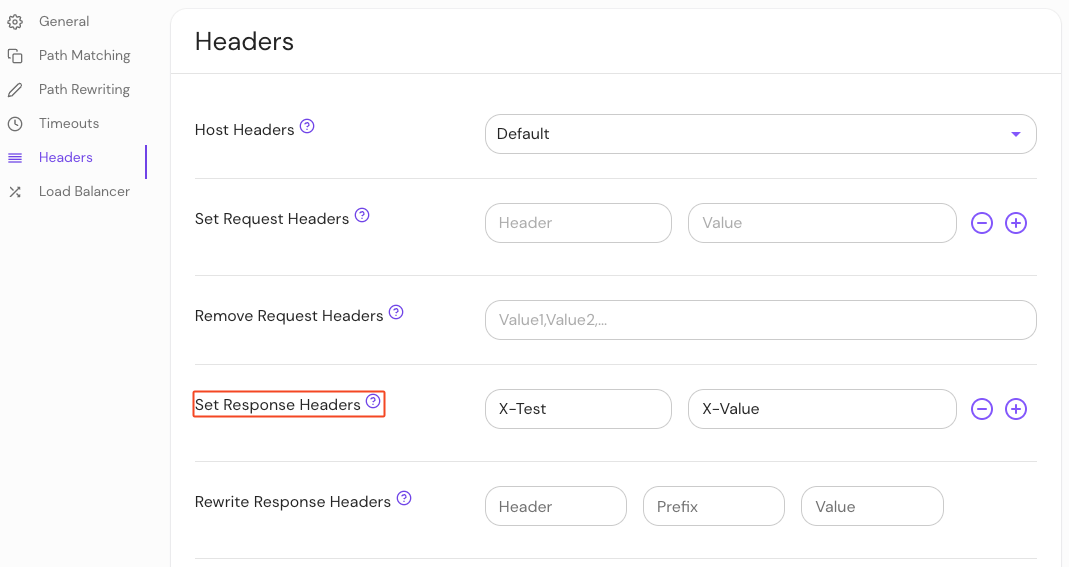 General
Path Matching
Path Rewriting
Timeouts
Headers
Load Balancer
Headers
Host Headers ?
Default
Set Request Headers ?
Header
Value
Remove Request Headers ?
Value1,Value2,...
Set Response Headers ?
X-Test
X-Value
Rewrite Response Headers ?
Header
Prefix
Value